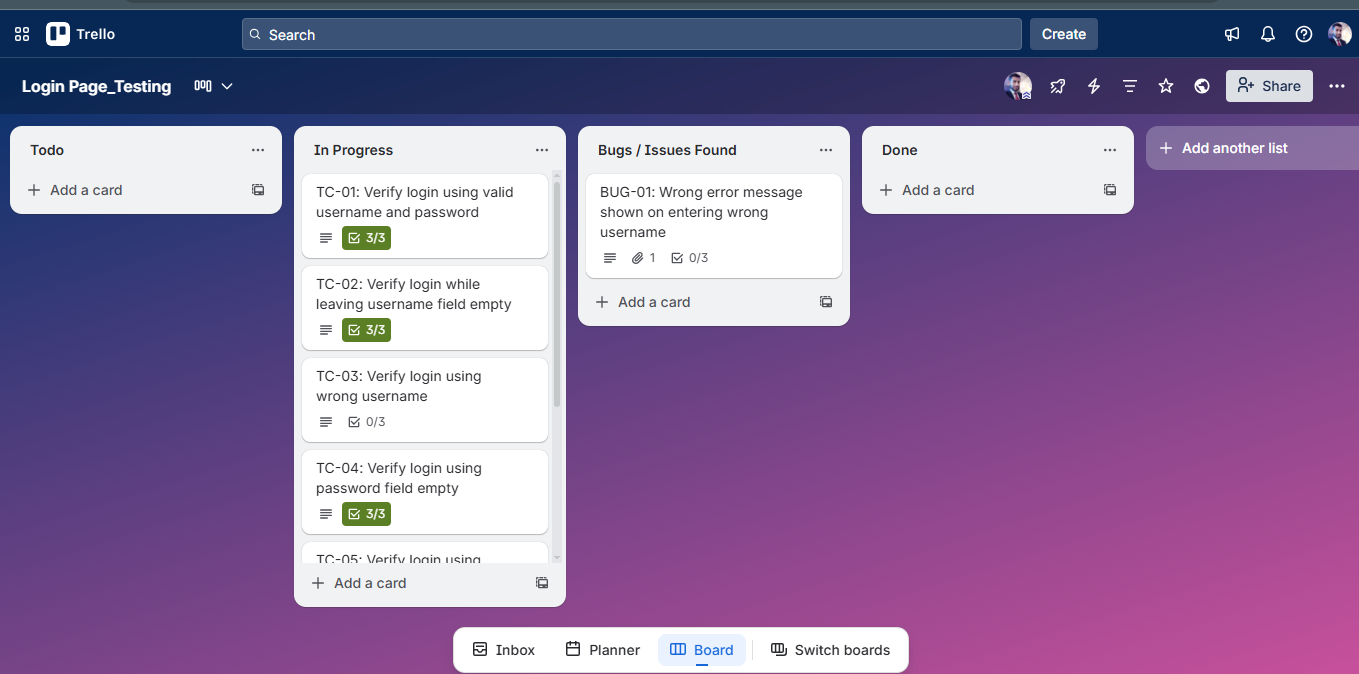 Trello
Search
Create
Login Page_Testing
Share
Todo
Add a card
In Progress
TC-01: Verify login using valid
username and password
3/3
TC-02: Verify login while
leaving username field empty
3/3
TC-03: Verify login using
wrong username
0/3
TC-04: Verify login using
password field empty
3/3
TC-05: Verify login using
Add a card
Bugs / Issues Found
BUG-01: Wrong error message
shown on entering wrong
username
1 0/3
Add a card
Done
Add a card
Add another list
Inbox
Planner
Board
Switch boards